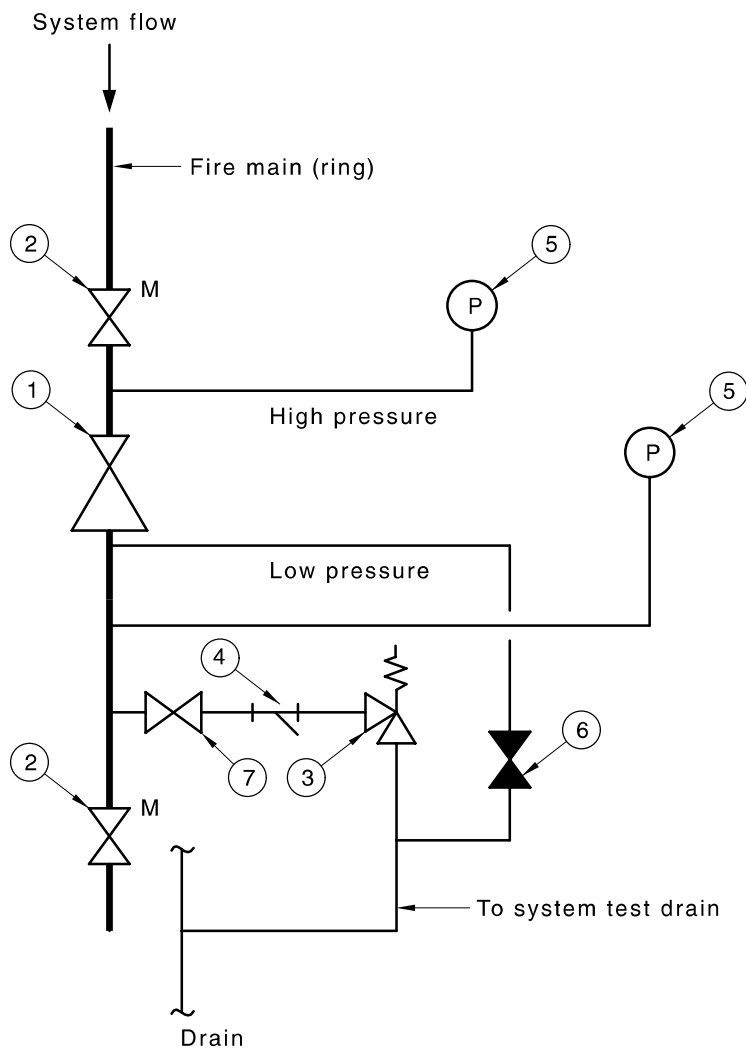 System flow
Fire main (ring)
2
M
5
P
1
High pressure
5
P
Low pressure
4
6
7
3
2
M
To system test drain
Drain